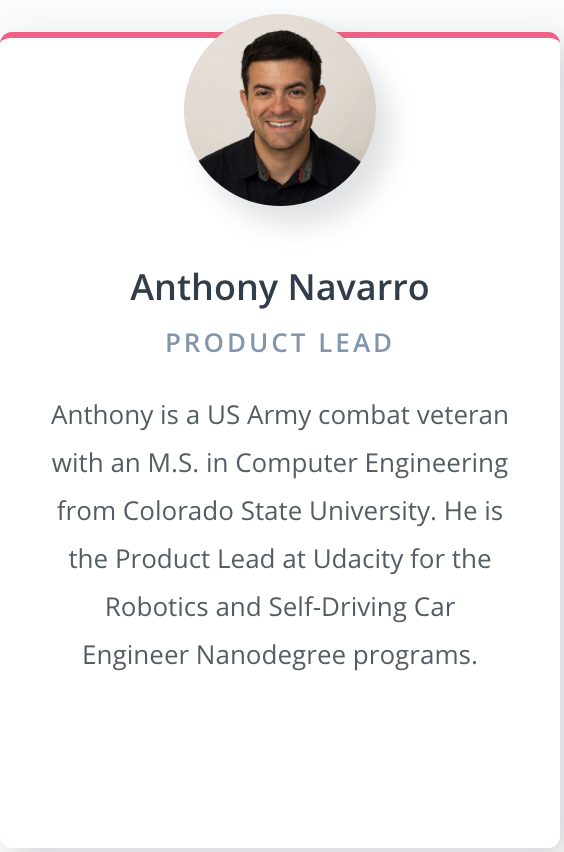 Anthony Navarro
PRODUCT LEAD
Anthony is a US Army combat veteran
with an M.S. in Computer Engineering
from Colorado State University. He is
the Product Lead at Udacity for the
Robotics and Self-Driving Car
Engineer Nanodegree programs.